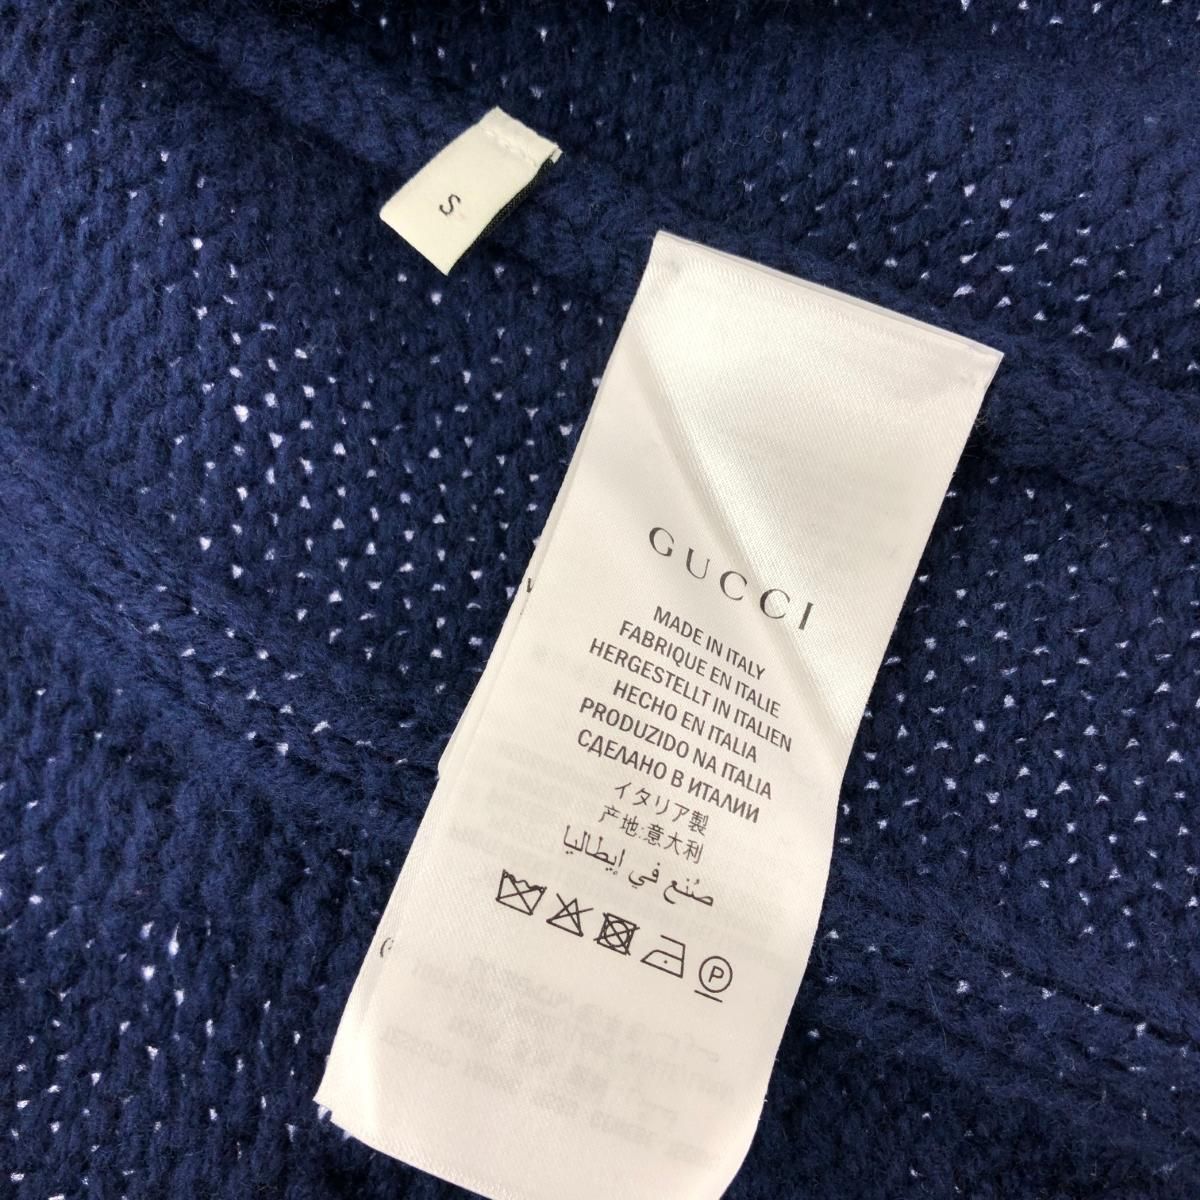 S
GUCCI
MADE IN ITALY
FABRIQUE EN ITALIE
HERGESTELLT IN ITALIEN
HECHO EN ITALIA
PRODUZIDO NA ITALIA
СДЕЛАНО В ИТАЛИИ
イタリア製
产地:意大利
صُنع في إيطاليا
P